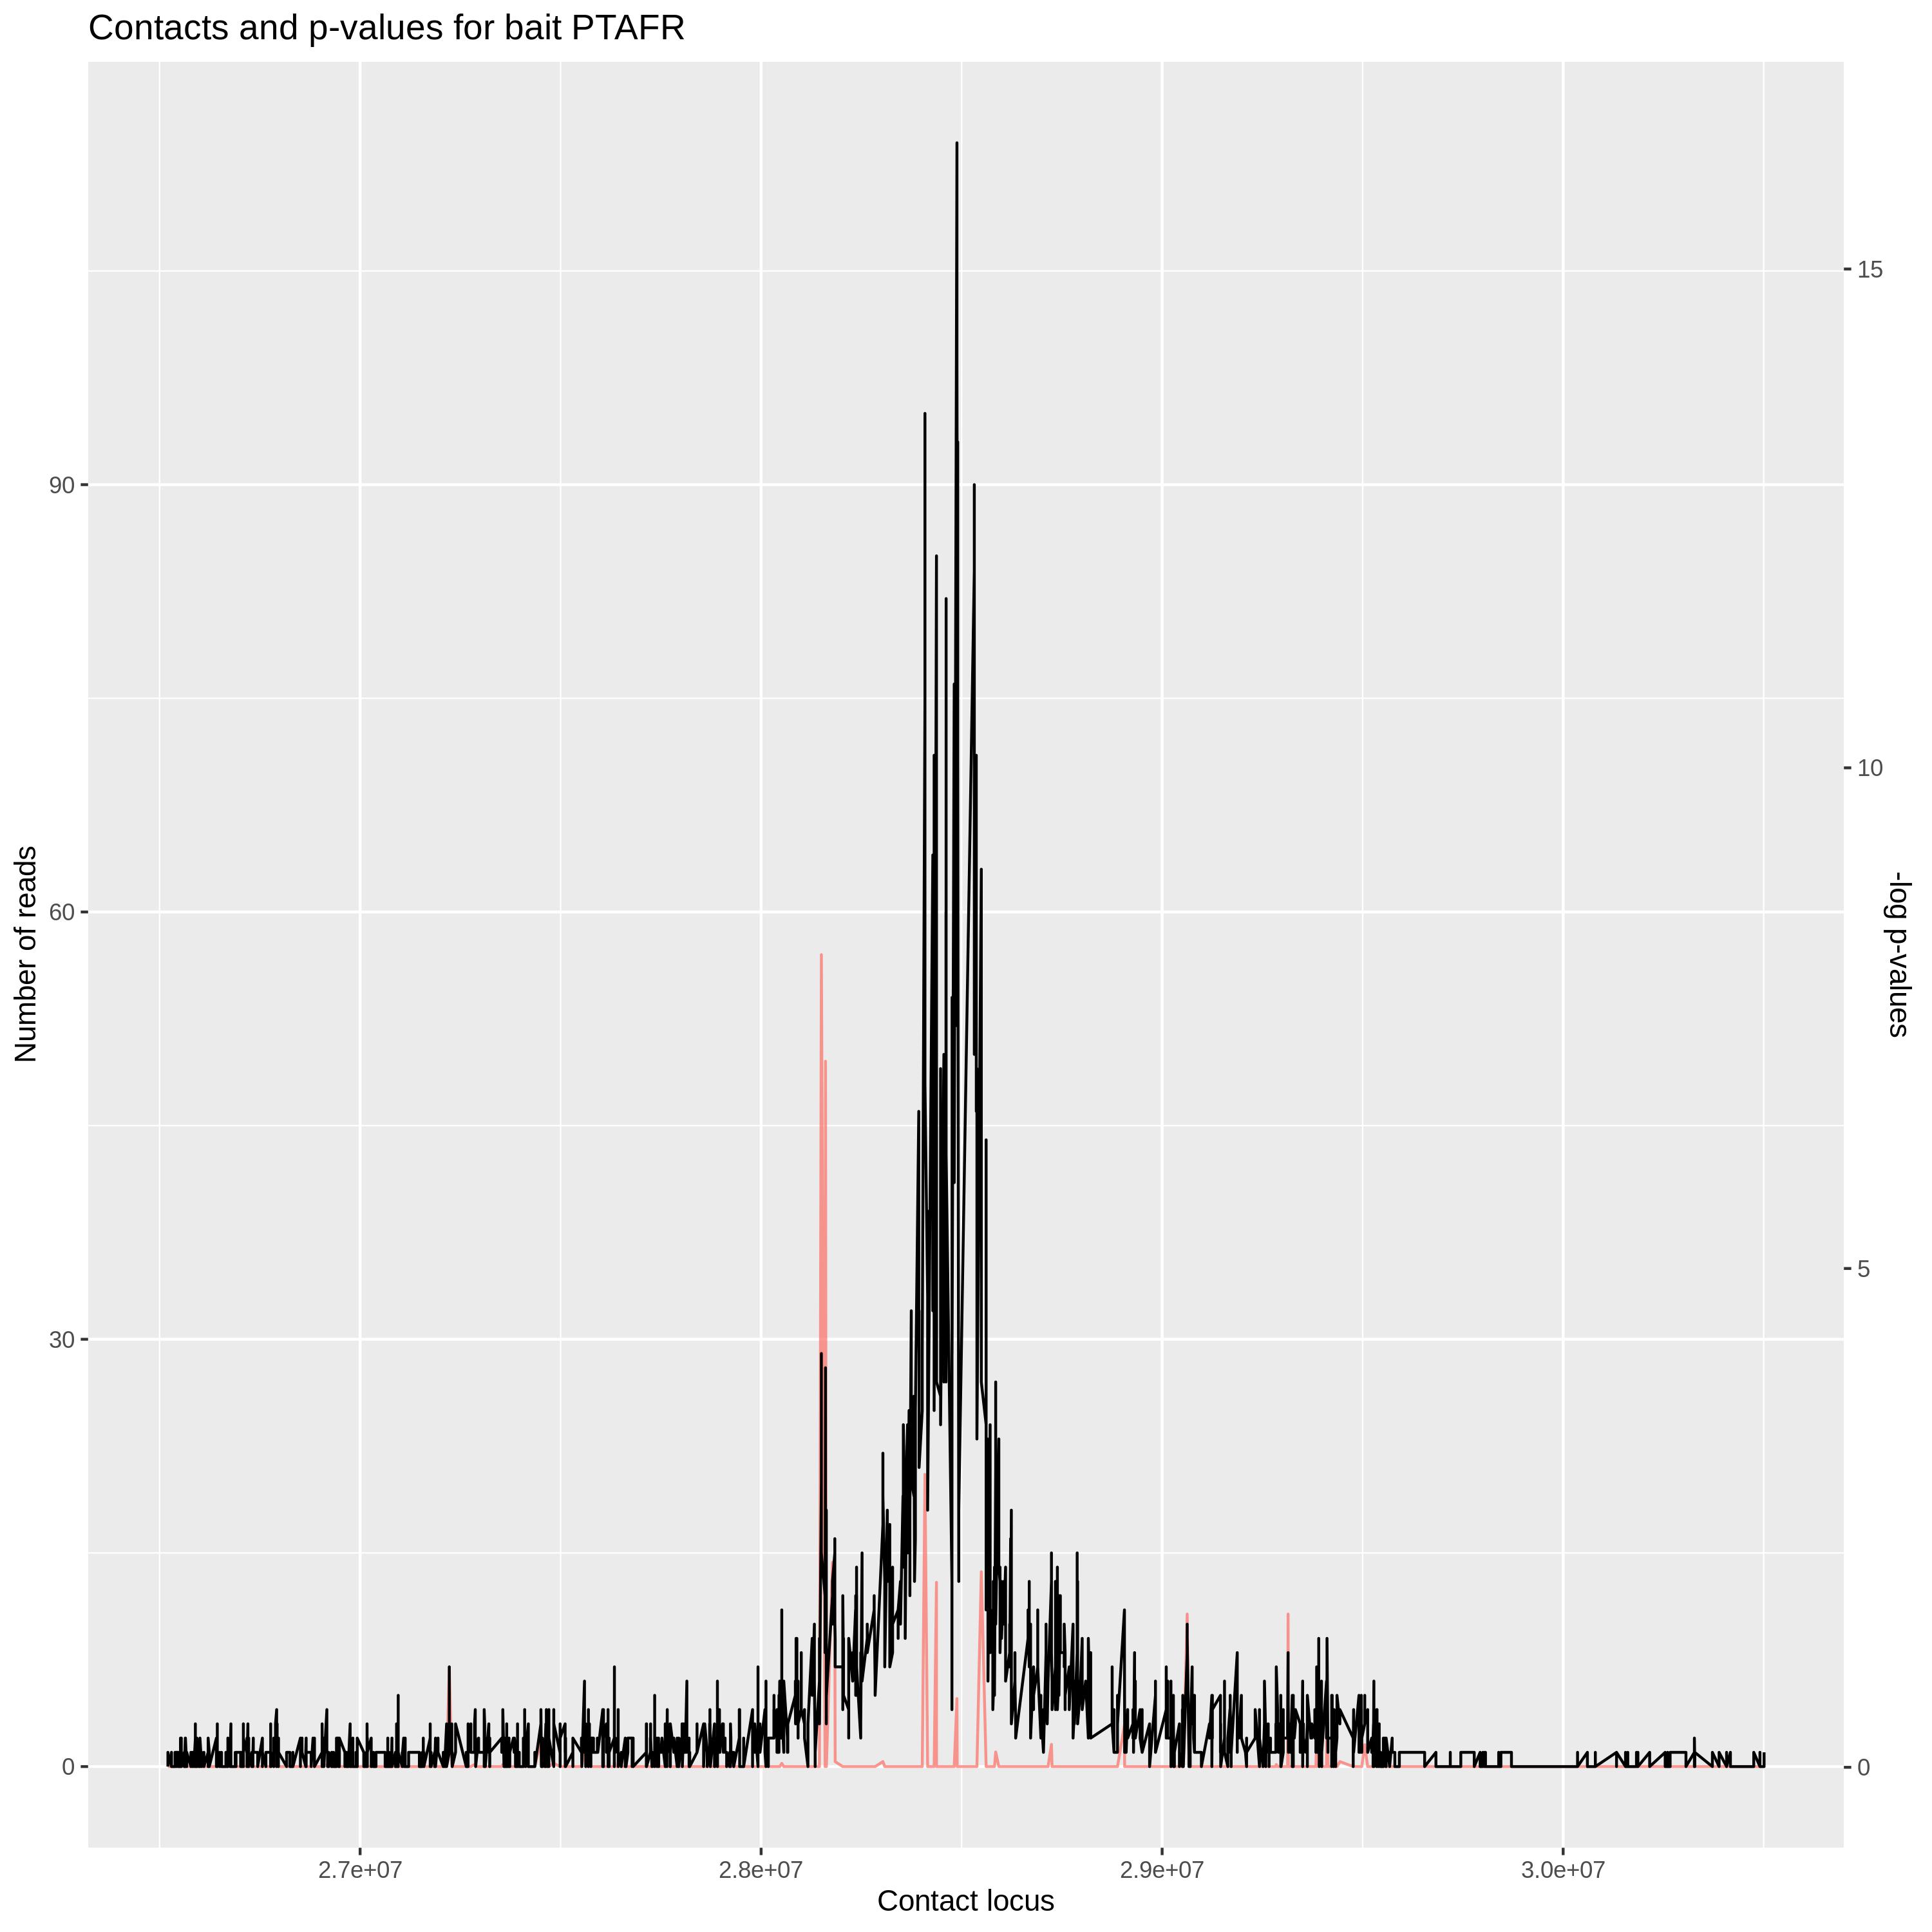 Contacts and p-values for bait PTAFR
15
90
10
Number of reads
-log p-values
60
5
30
0
0
2.7e+07
2.8e+07
2.9e+07
3.0e+07
Contact locus